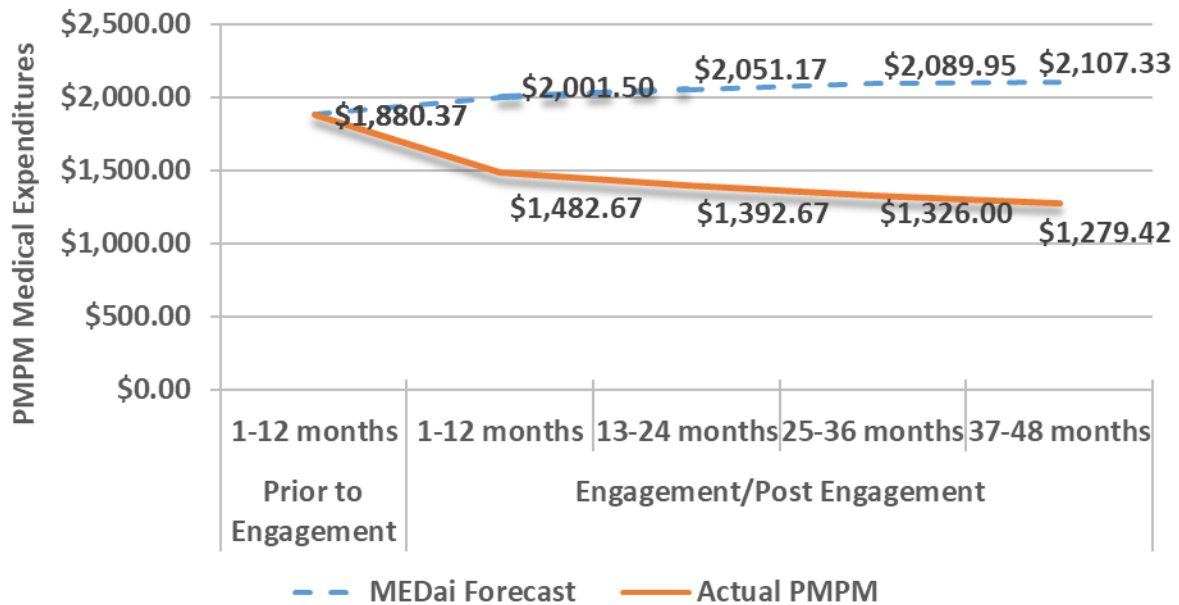 PMPM Medical Expenditures
$2,500.00
$2,000.00
$1,500.00
$1,000.00
$500.00
$0.00
$1,880.37
$2,001.50
$2,051.17
$2,089.95
$2,107.33
$1,482.67
$1,392.67
$1,326.00
$1,279.42
1-12 months
1-12 months
13-24 months
25-36 months
37-48 months
Prior to
Engagement
Engagement/Post Engagement
MEDai Forecast
Actual PMPM